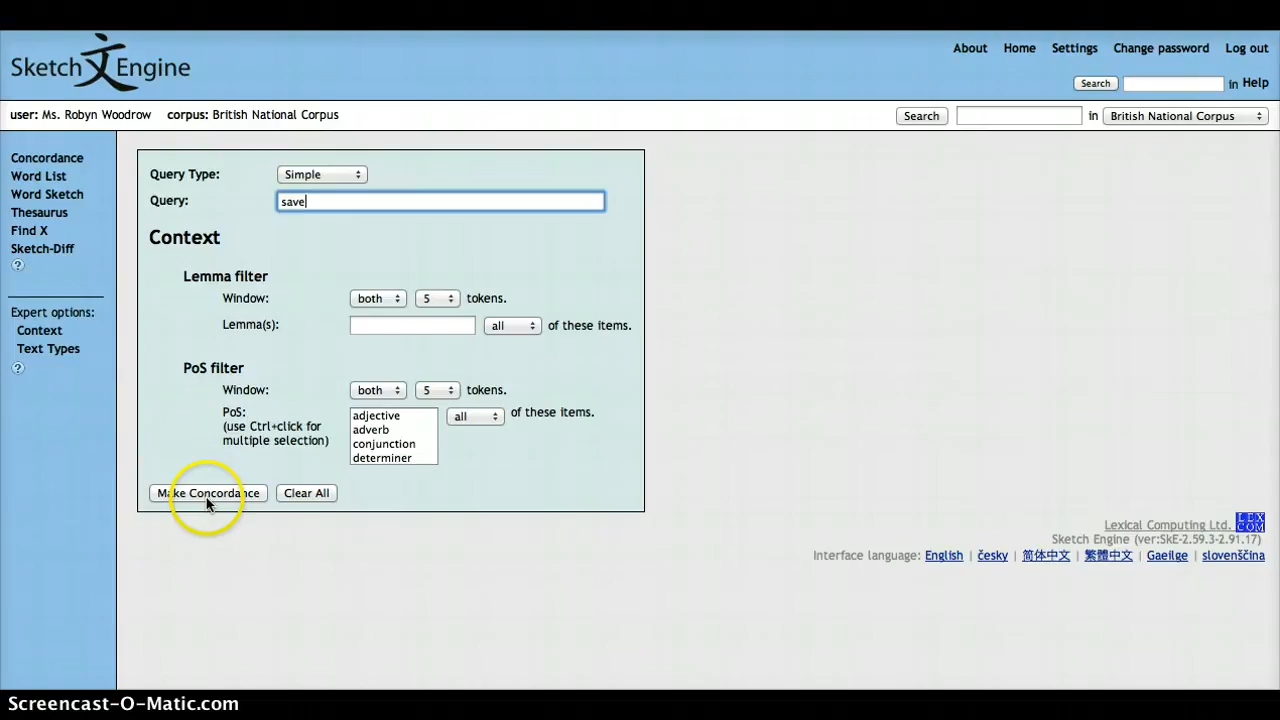 About Home Settings Change password Log out
Sketch 文 Engine
Search in Help
user: Ms. Robyn Woodrow corpus: British National Corpus
Search in British National Corpus
Concordance
Word List
Word Sketch
Thesaurus
Find X
Sketch-Diff
?
Expert options:
Context
Text Types
?
Query Type: Simple
Query: save
Context
Lemma filter
Window: both 5 tokens.
Lemma(s): all of these items.
PoS filter
Window: both 5 tokens.
PoS: all of these items.
(use Ctrl+click for
multiple selection)
adjective
adverb
conjunction
determiner
Make Concordance Clear All
Lexical Computing Ltd. LEX
COM
Sketch Engine (ver:SkE-2.59.3-2.91.17)
Interface language: English | česky | 简体中文 | 繁體中文 | Gaeilge | slovenščina
Screencast-O-Matic.com